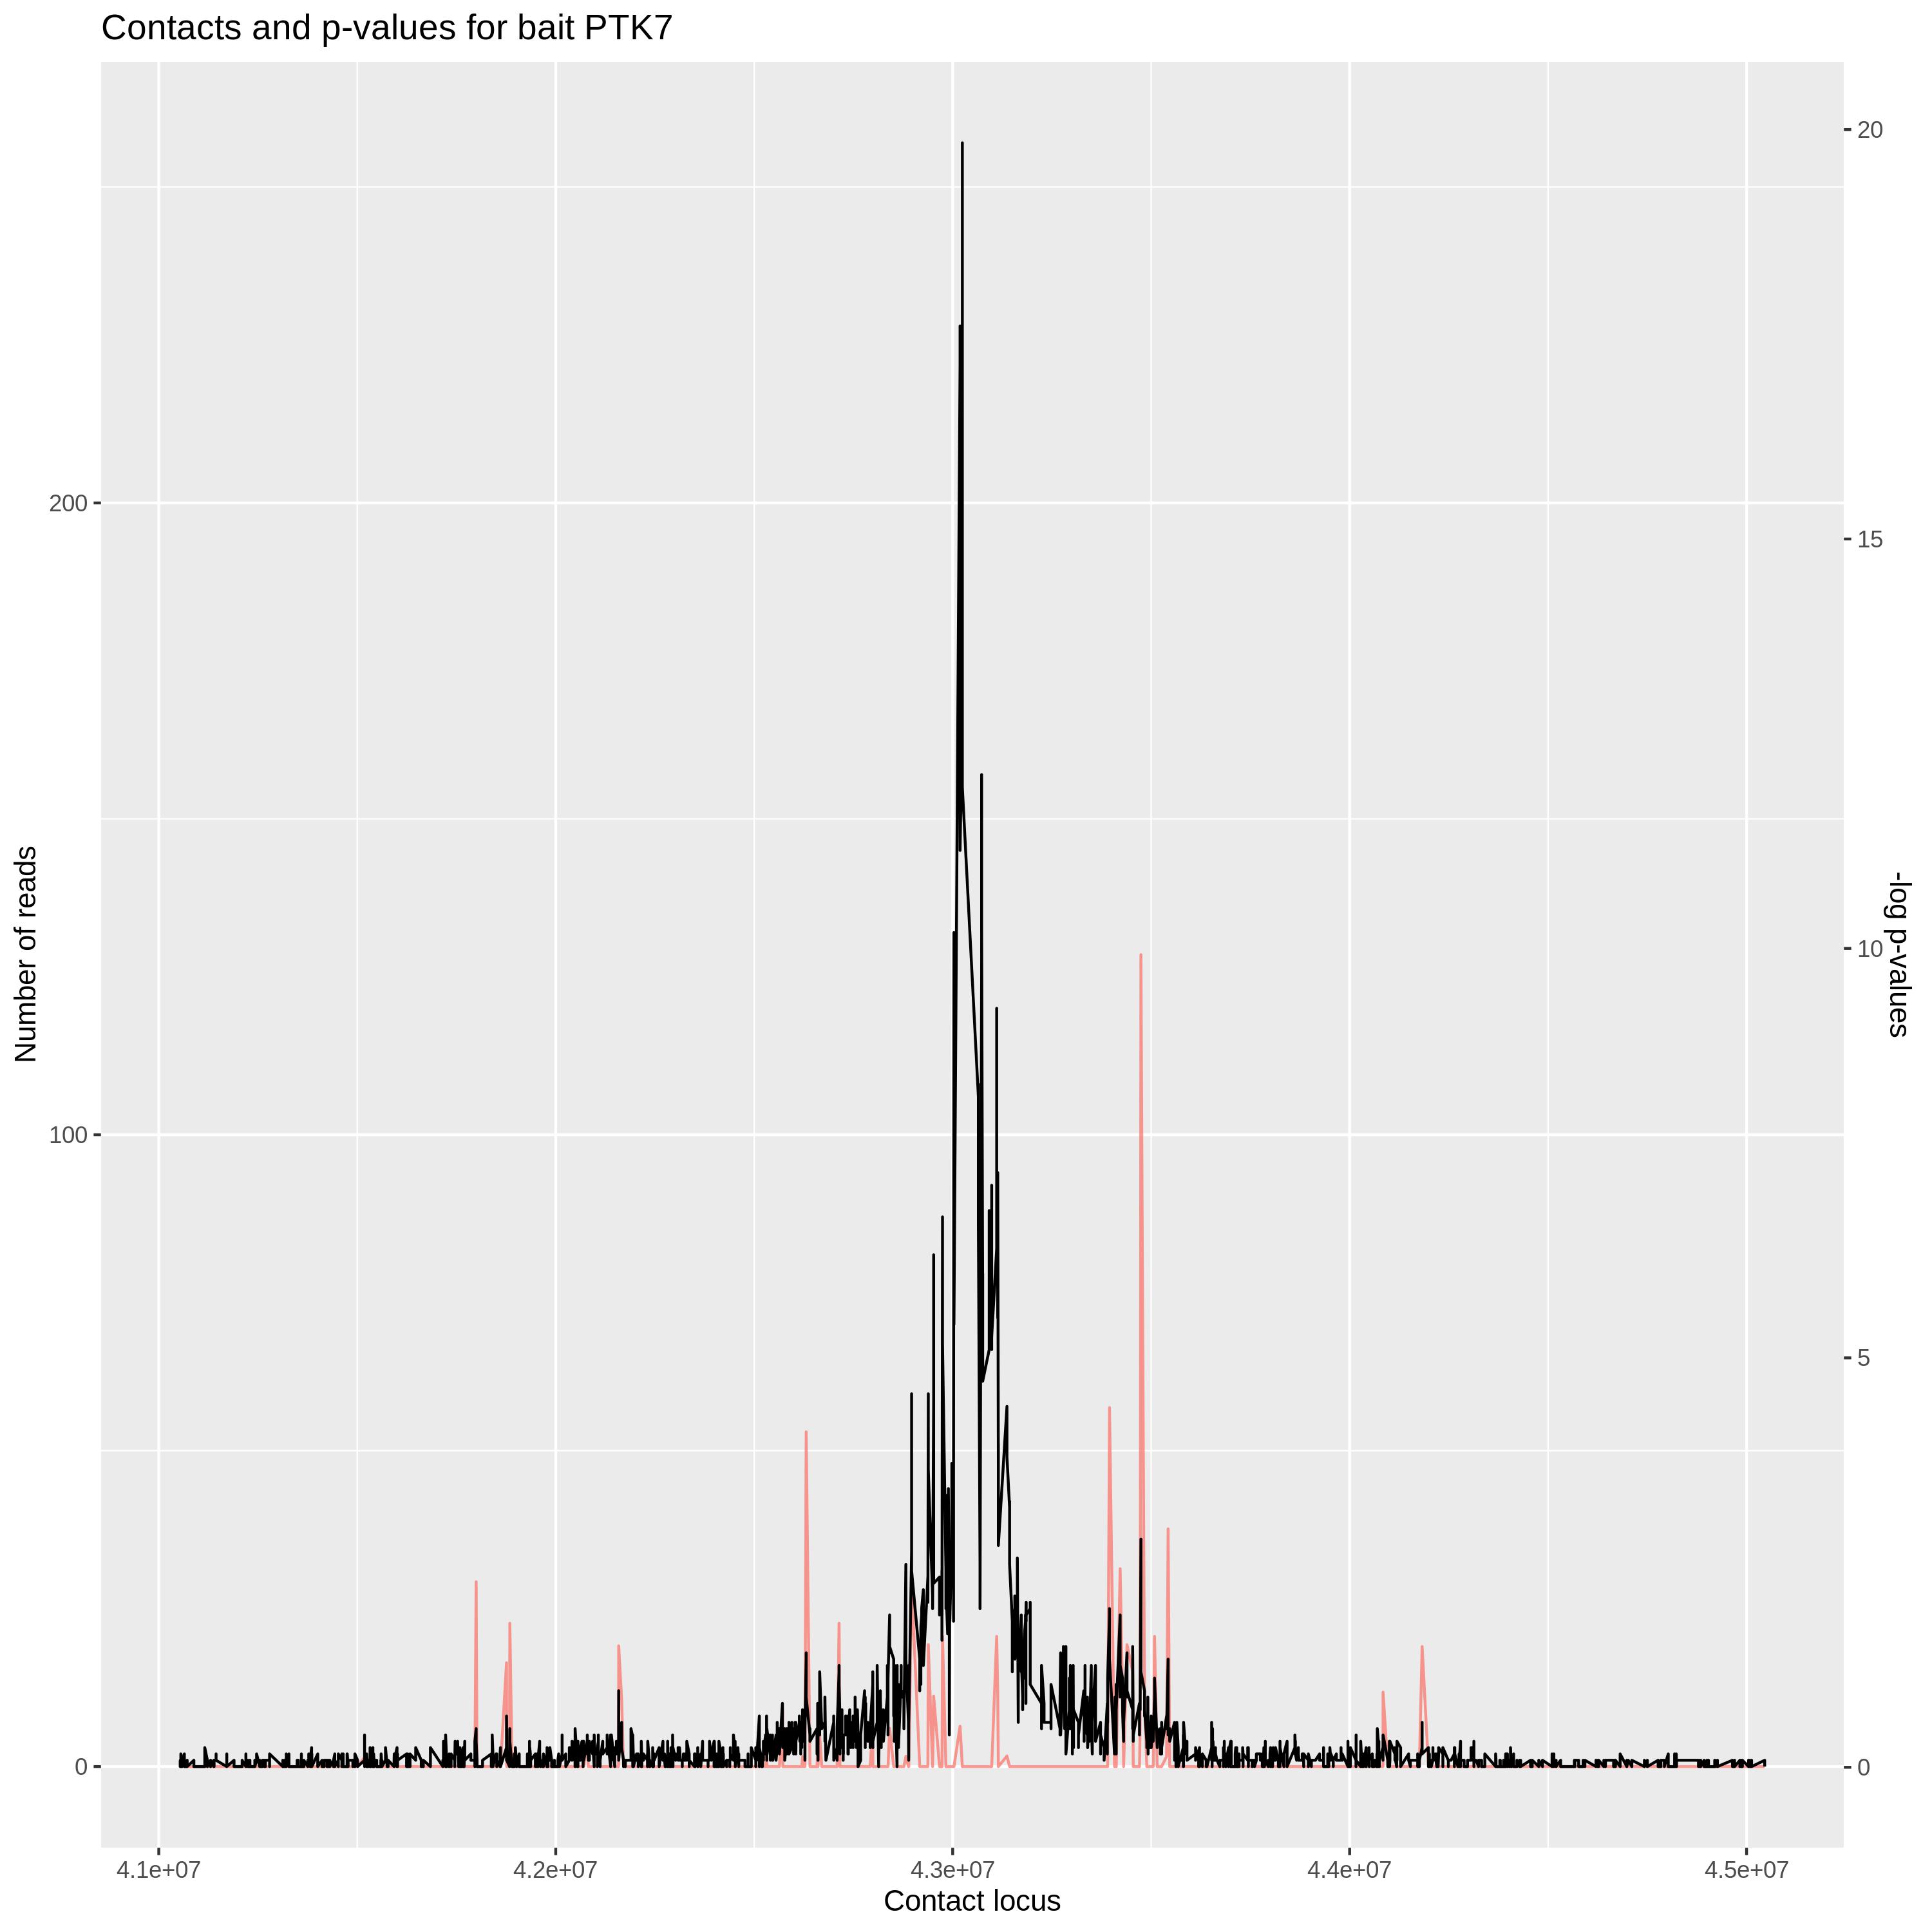 Contacts and p-values for bait PTK7
20
200
15
Number of reads
-log p-values
10
100
5
0
0
4.1e+07
4.2e+07
4.3e+07
4.4e+07
4.5e+07
Contact locus